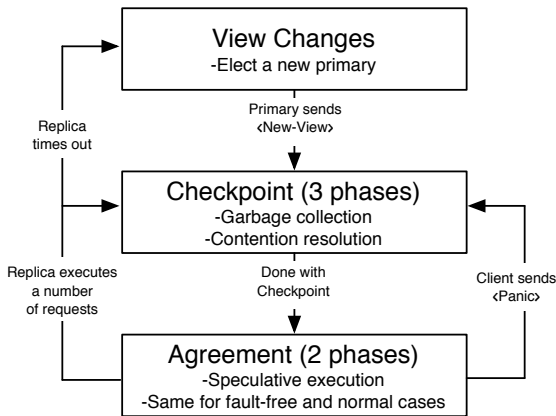 View Changes
-Elect a new primary
Primary sends
<New-View>
Replica
times out
Checkpoint (3 phases)
-Garbage collection
-Contention resolution
Replica executes
a number
of requests
Done with
Checkpoint
Client sends
<Panic>
Agreement (2 phases)
-Speculative execution
-Same for fault-free and normal cases